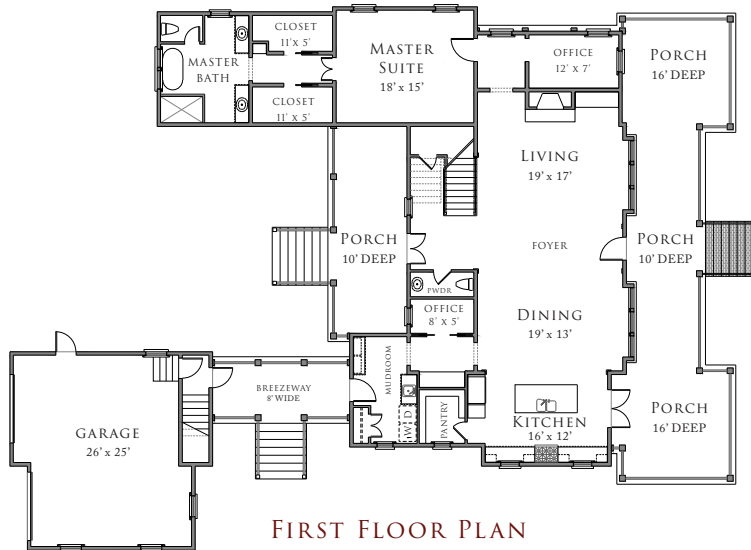 CLOSET
11' x 5'
MASTER
BATH
CLOSET
11' x 5'
MASTER
SUITE
18' x 15'
OFFICE
12' x 7'
PORCH
16' DEEP
LIVING
19' x 17'
PORCH
10' DEEP
FOYER
PORCH
10' DEEP
PWDR
OFFICE
8' x 5'
DINING
19' x 13'
MUDROOM
BREEZEWAY
8' WIDE
W D
PANTRY
KITCHEN
16' x 12'
PORCH
16' DEEP
GARAGE
26' x 25'
FIRST FLOOR PLAN